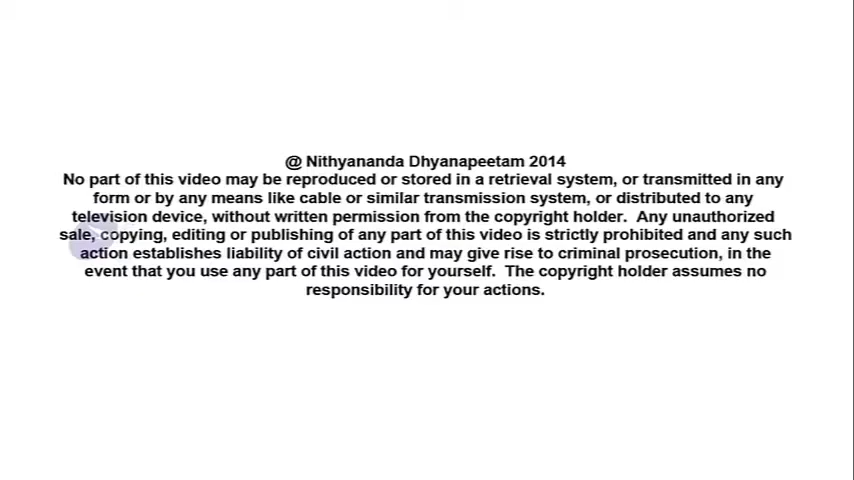 @ Nithyananda Dhyanapeetam 2014
No part of this video may be reproduced or stored in a retrieval system, or transmitted in any
form or by any means like cable or similar transmission system, or distributed to any
television device, without written permission from the copyright holder.  Any unauthorized
sale, copying, editing or publishing of any part of this video is strictly prohibited and any such
action establishes liability of civil action and may give rise to criminal prosecution, in the
event that you use any part of this video for yourself.  The copyright holder assumes no
responsibility for your actions.